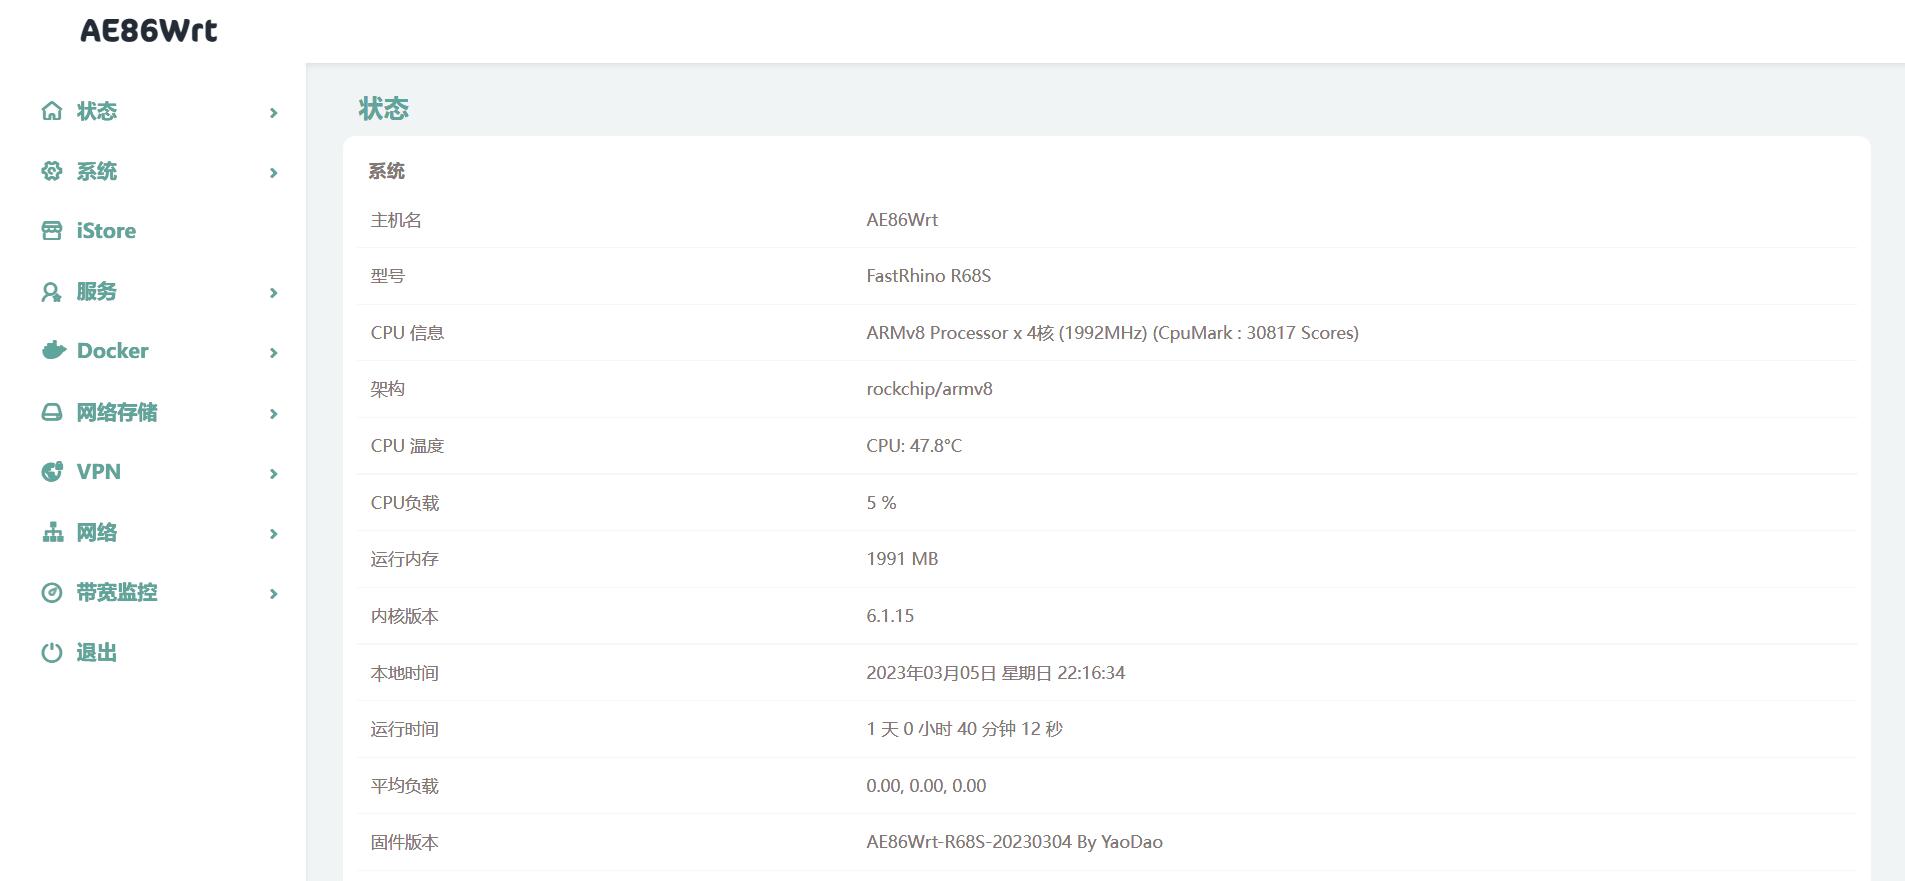 AE86Wrt
状态
系统
iStore
服务
Docker
网络存储
VPN
网络
带宽监控
退出
状态
系统
主机名 AE86Wrt
型号 FastRhino R68S
CPU 信息 ARMv8 Processor x 4核 (1992MHz) (CpuMark : 30817 Scores)
架构 rockchip/armv8
CPU 温度 CPU: 47.8°C
CPU负载 5 %
运行内存 1991 MB
内核版本 6.1.15
本地时间 2023年03月05日 星期日 22:16:34
运行时间 1 天 0 小时 40 分钟 12 秒
平均负载 0.00, 0.00, 0.00
固件版本 AE86Wrt-R68S-20230304 By YaoDao